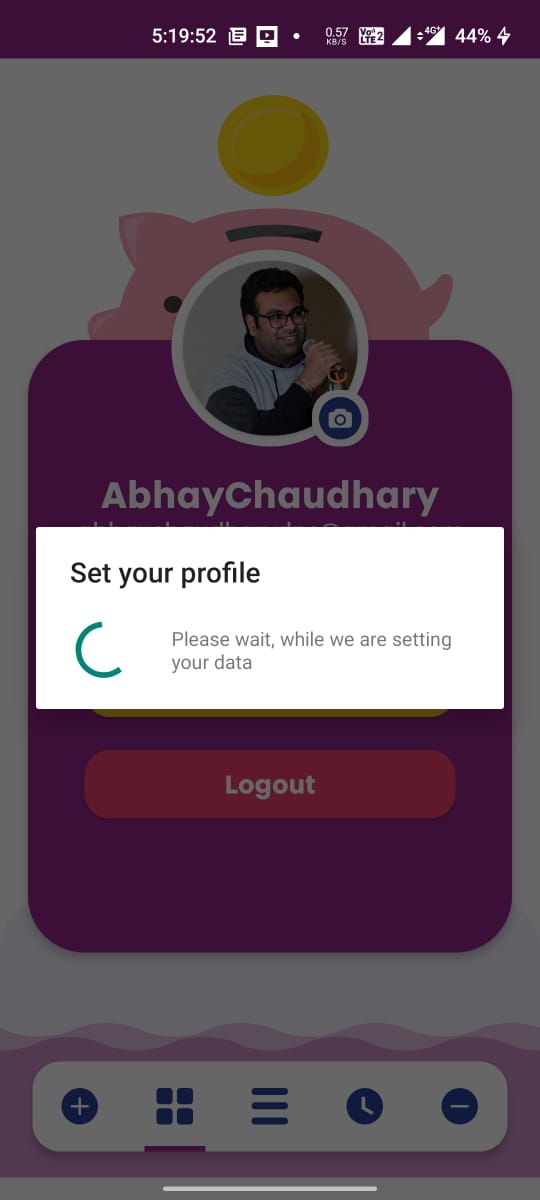 5:19:52
0.57
KB/S
Vo))
LTE 2
4G+
44%
AbhayChaudhary
Set your profile
Please wait, while we are setting
your data
Logout